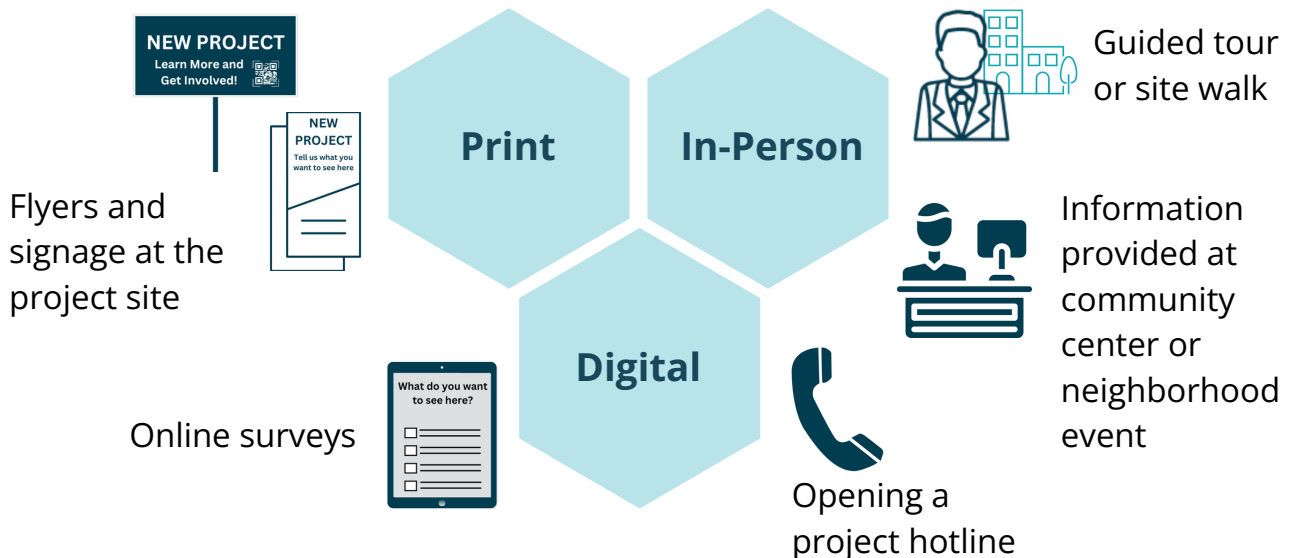 NEW PROJECT
Learn More and
Get Involved!
NEW
PROJECT
Tell us what you
want to see here
Flyers and
signage at the
project site
Print
In-Person
Digital
Guided tour
or site walk
Information
provided at
community
center or
neighborhood
event
What do you want
to see here?
Online surveys
Opening a
project hotline